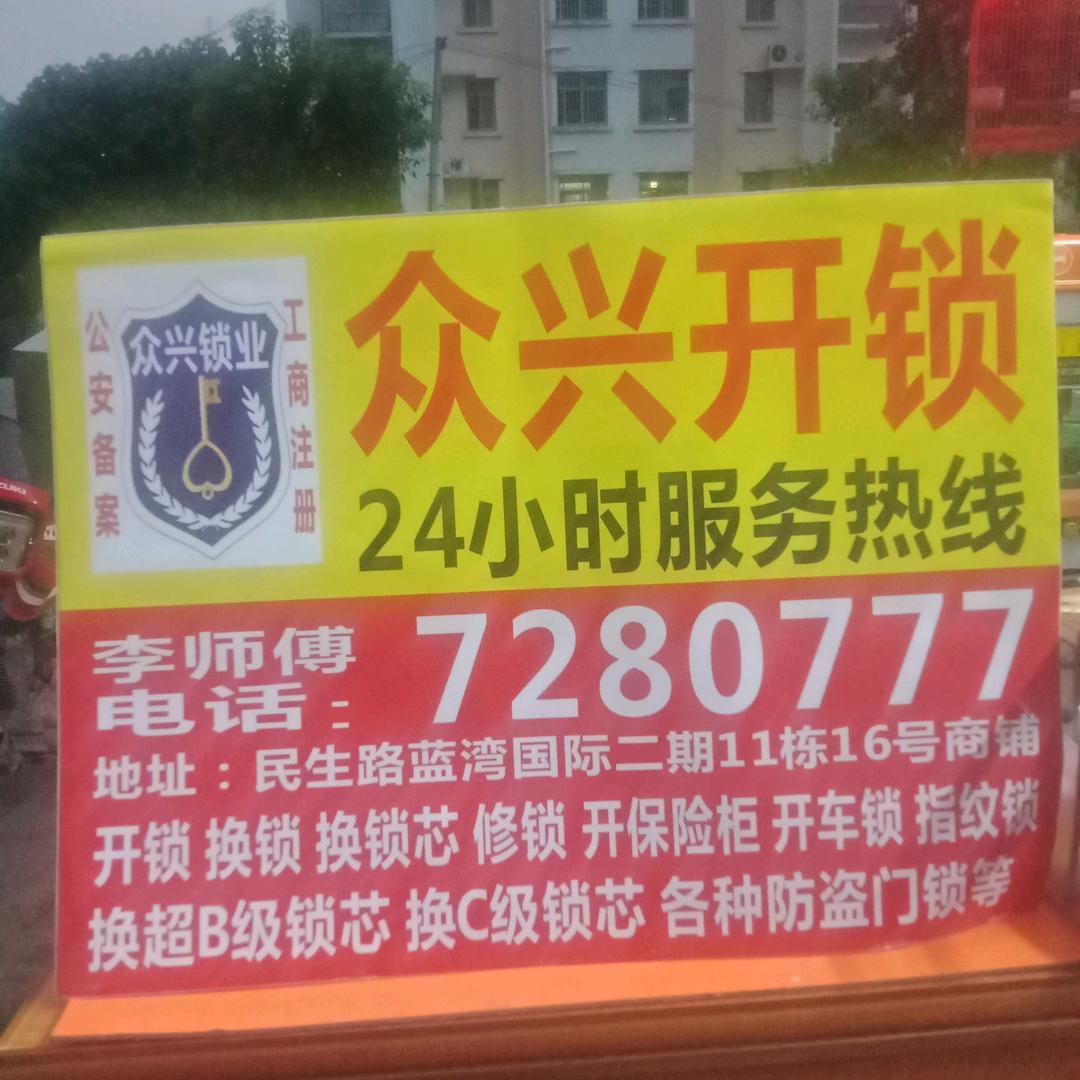 公安备案
众兴锁业
工商注册
众兴开锁
24小时服务热线
李师傅
电话：7280777
地址：民生路蓝湾国际二期11栋16号商铺
开锁 换锁 换锁芯 修锁 开保险柜 开车锁 指纹锁
换超B级锁芯 换C级锁芯 各种防盗门锁等